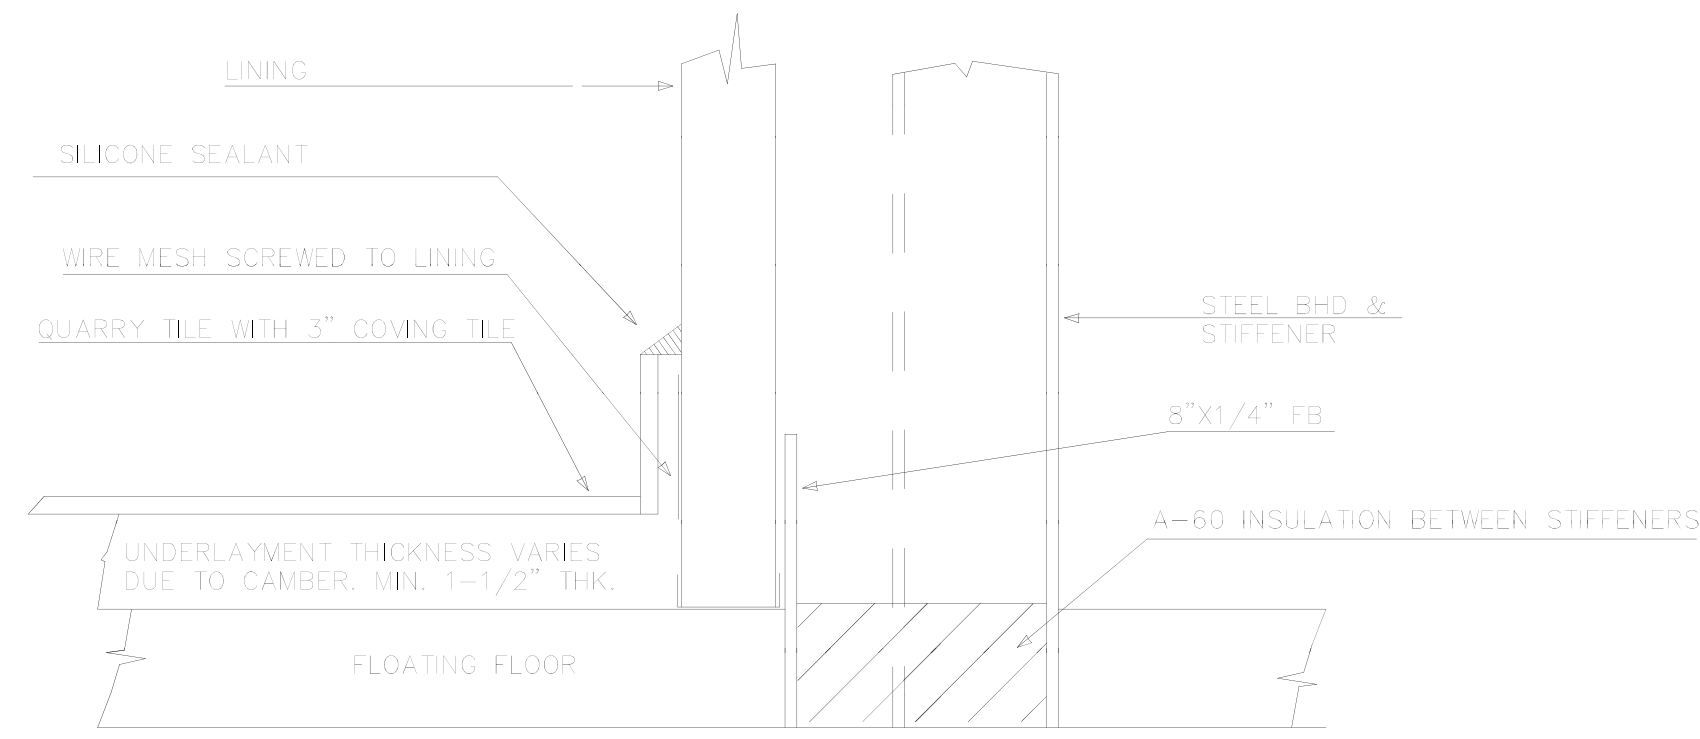 LINING
SILICONE SEALANT
WIRE MESH SCREWED TO LINING
QUARRY TILE WITH 3" COVING TILE
STEEL BHD &
STIFFENER
8"X1/4" FB
A-60 INSULATION BETWEEN STIFFENERS
UNDERLAYMENT THICKNESS VARIES
DUE TO CAMBER. MIN. 1-1/2" THK.
FLOATING FLOOR